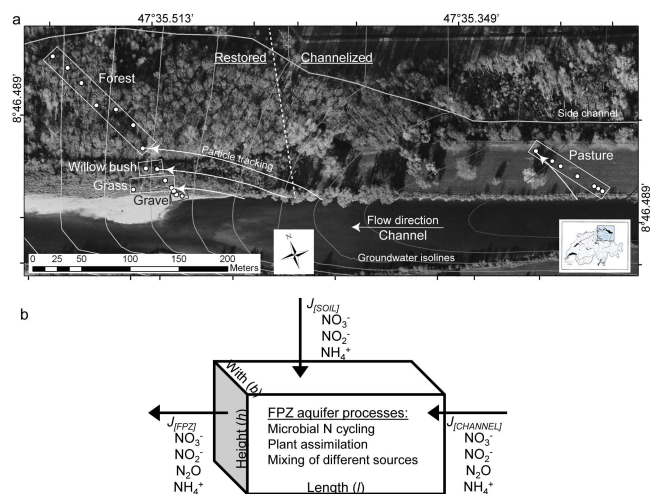 a
47°35.513'
47°35.349'
8°46.489'
8°46.489'
Forest
Restored
Channelized
Side channel
Particle tracking
Pasture
Willow bush
Grass
Gravel
Flow direction
Channel
Groundwater isolines
N
0 25 50 100 150 200
Meters
b
J[SOIL]
NO3-
NO2-
NH4+
With (b)
Height (h)
Length (l)
FPZ aquifer processes:
Microbial N cycling
Plant assimilation
Mixing of different sources
J[FPZ]
NO3-
NO2-
N2O
NH4+
J[CHANNEL]
NO3-
NO2-
N2O
NH4+